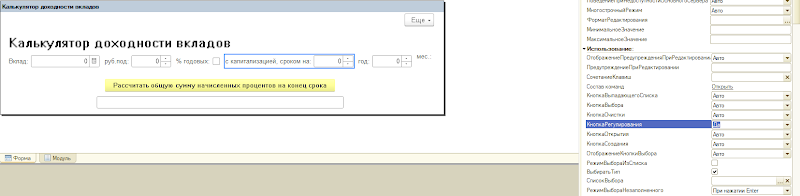 Калькулятор доходности вкладов
Еще
Калькулятор доходности вкладов
Вклад: 0 руб.под 0 % годовых: с капитализацией, сроком на: 0 год: 0 мес.:
Рассчитать общую сумму начисленных процентов на конец срока
Форма Модуль
МногострочныйРежим Авто
ФорматРедактирования ...
МинимальноеЗначение
МаксимальноеЗначение
Использование:
ОтображениеПредупрежденияПриРедактировании Авто
ПредупреждениеПриРедактировании
СочетаниеКлавиш
Состав команд Открыть
КнопкаВыпадающегоСписка Авто
КнопкаВыбора Авто
КнопкаОчистки Авто
КнопкаРегулирования
КнопкаОткрытия Авто
КнопкаСоздания Авто
ОтображениеКнопкиВыбора Авто
РежимВыбораИзСписка
ВыбиратьТип
СписокВыбора ...
РежимВыбораНезаполненного При нажатии Enter